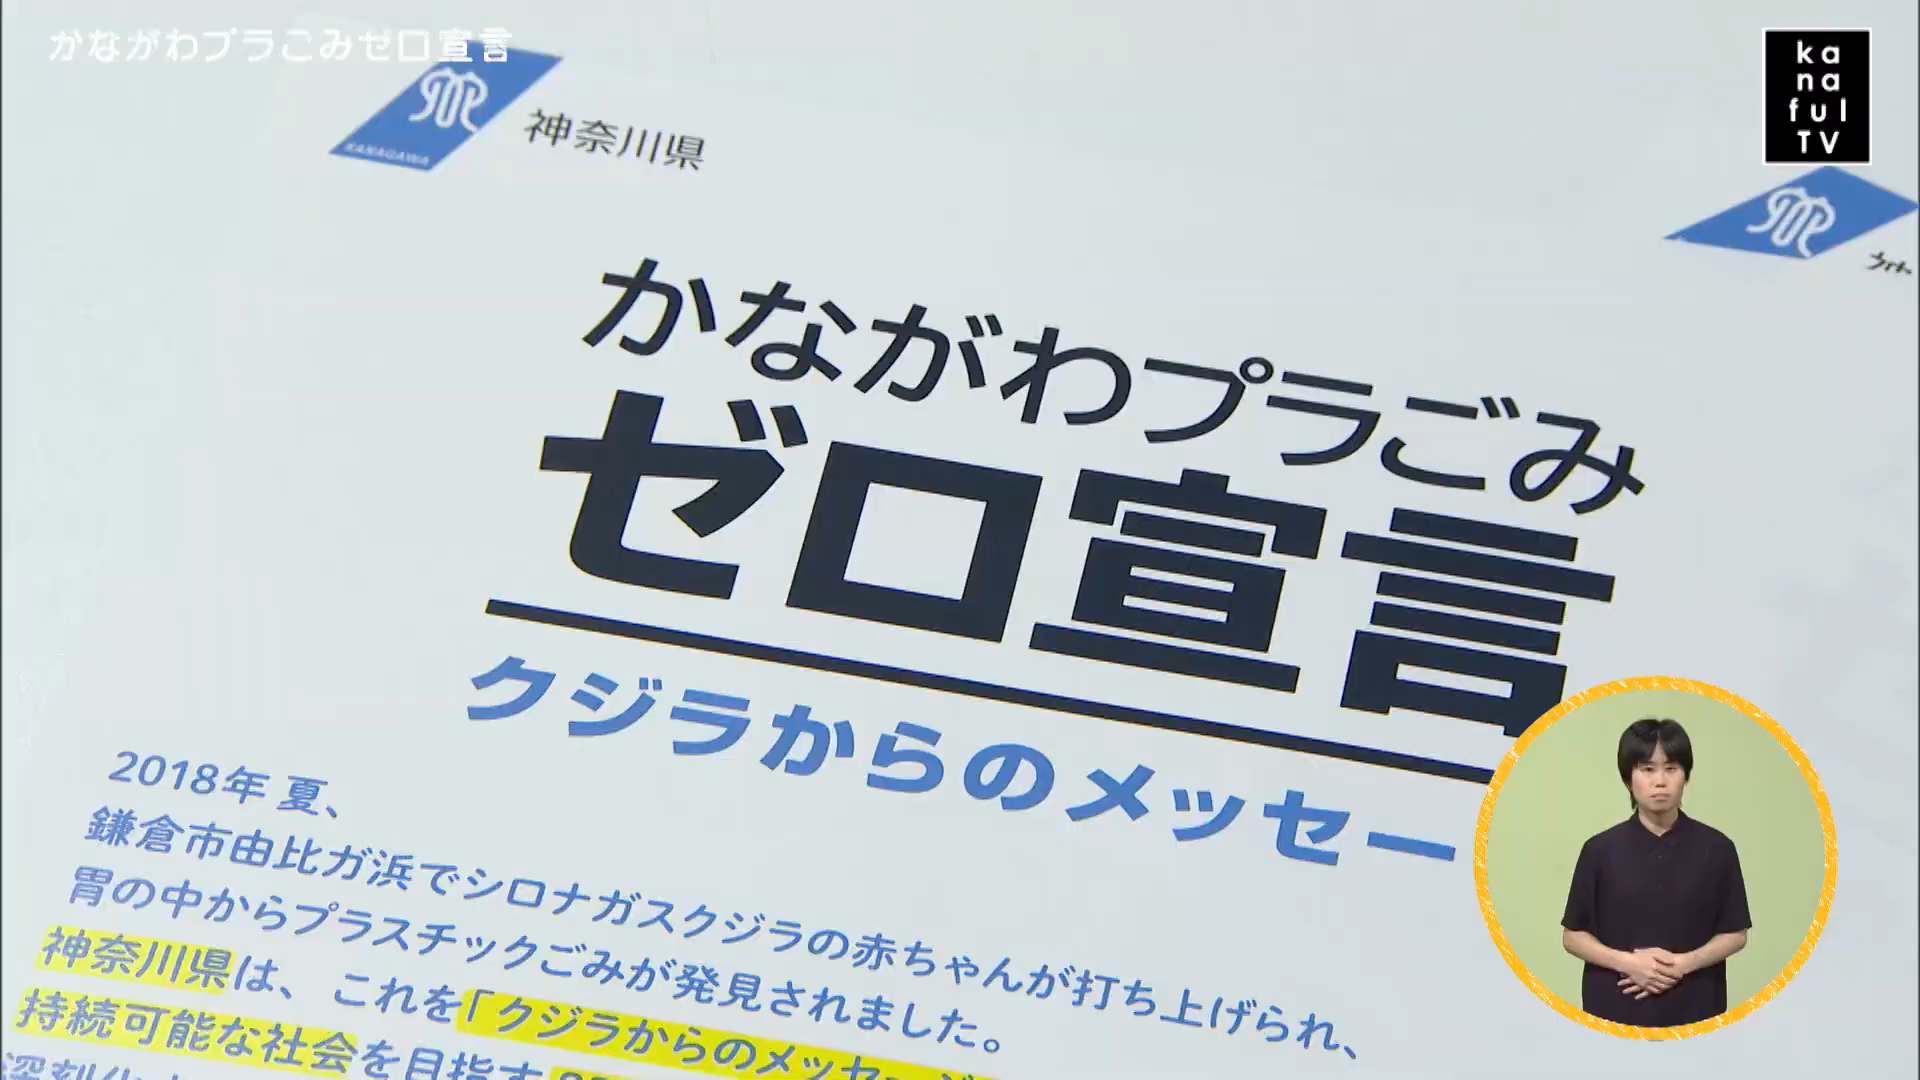 かながわプラごみゼロ宣言
kanafulTV
KANAGAWA
神奈川県
かながわプラごみ
ゼロ宣言
クジラからのメッセー
2018年 夏、
鎌倉市由比ガ浜でシロナガスクジラの赤ちゃんが打ち上げられ、
胃の中からプラスチックごみが発見されました。
神奈川県は、これを「クジラからのメッセージ
持続可能な社会を目指す